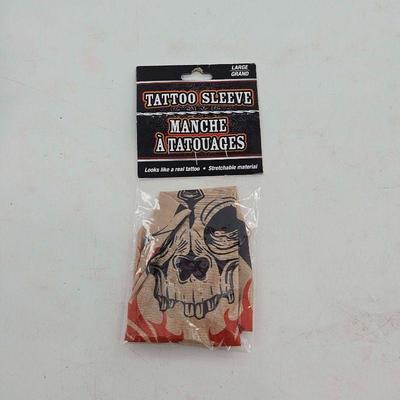 LARGE
GRAND
TATTOO SLEEVE
MANCHE
À TATOUAGES
Looks like a real tattoo • Stretchable material